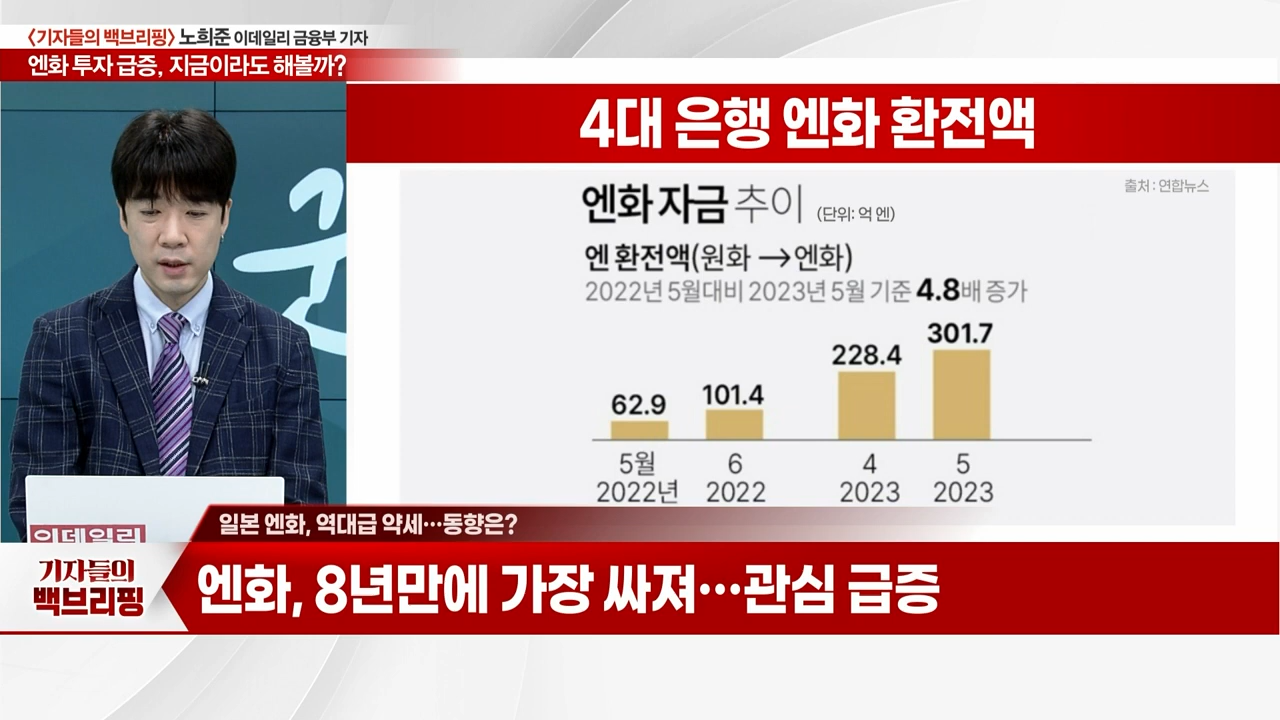 <기자들의 백브리핑> 노희준 이데일리 금융부 기자
엔화 투자 급증, 지금이라도 해볼까?
4대 은행 엔화 환전액
출처 : 연합뉴스
엔화 자금 추이 (단위: 억 엔)
엔 환전액(원화 →엔화)
2022년 5월대비 2023년 5월 기준 4.8배 증가
62.9 101.4 228.4 301.7
5월 6 4 5
2022년 2022 2023 2023
이데일리
일본 엔화, 역대급 약세…동향은?
기자들의
백브리핑
엔화, 8년만에 가장 싸져…관심 급증